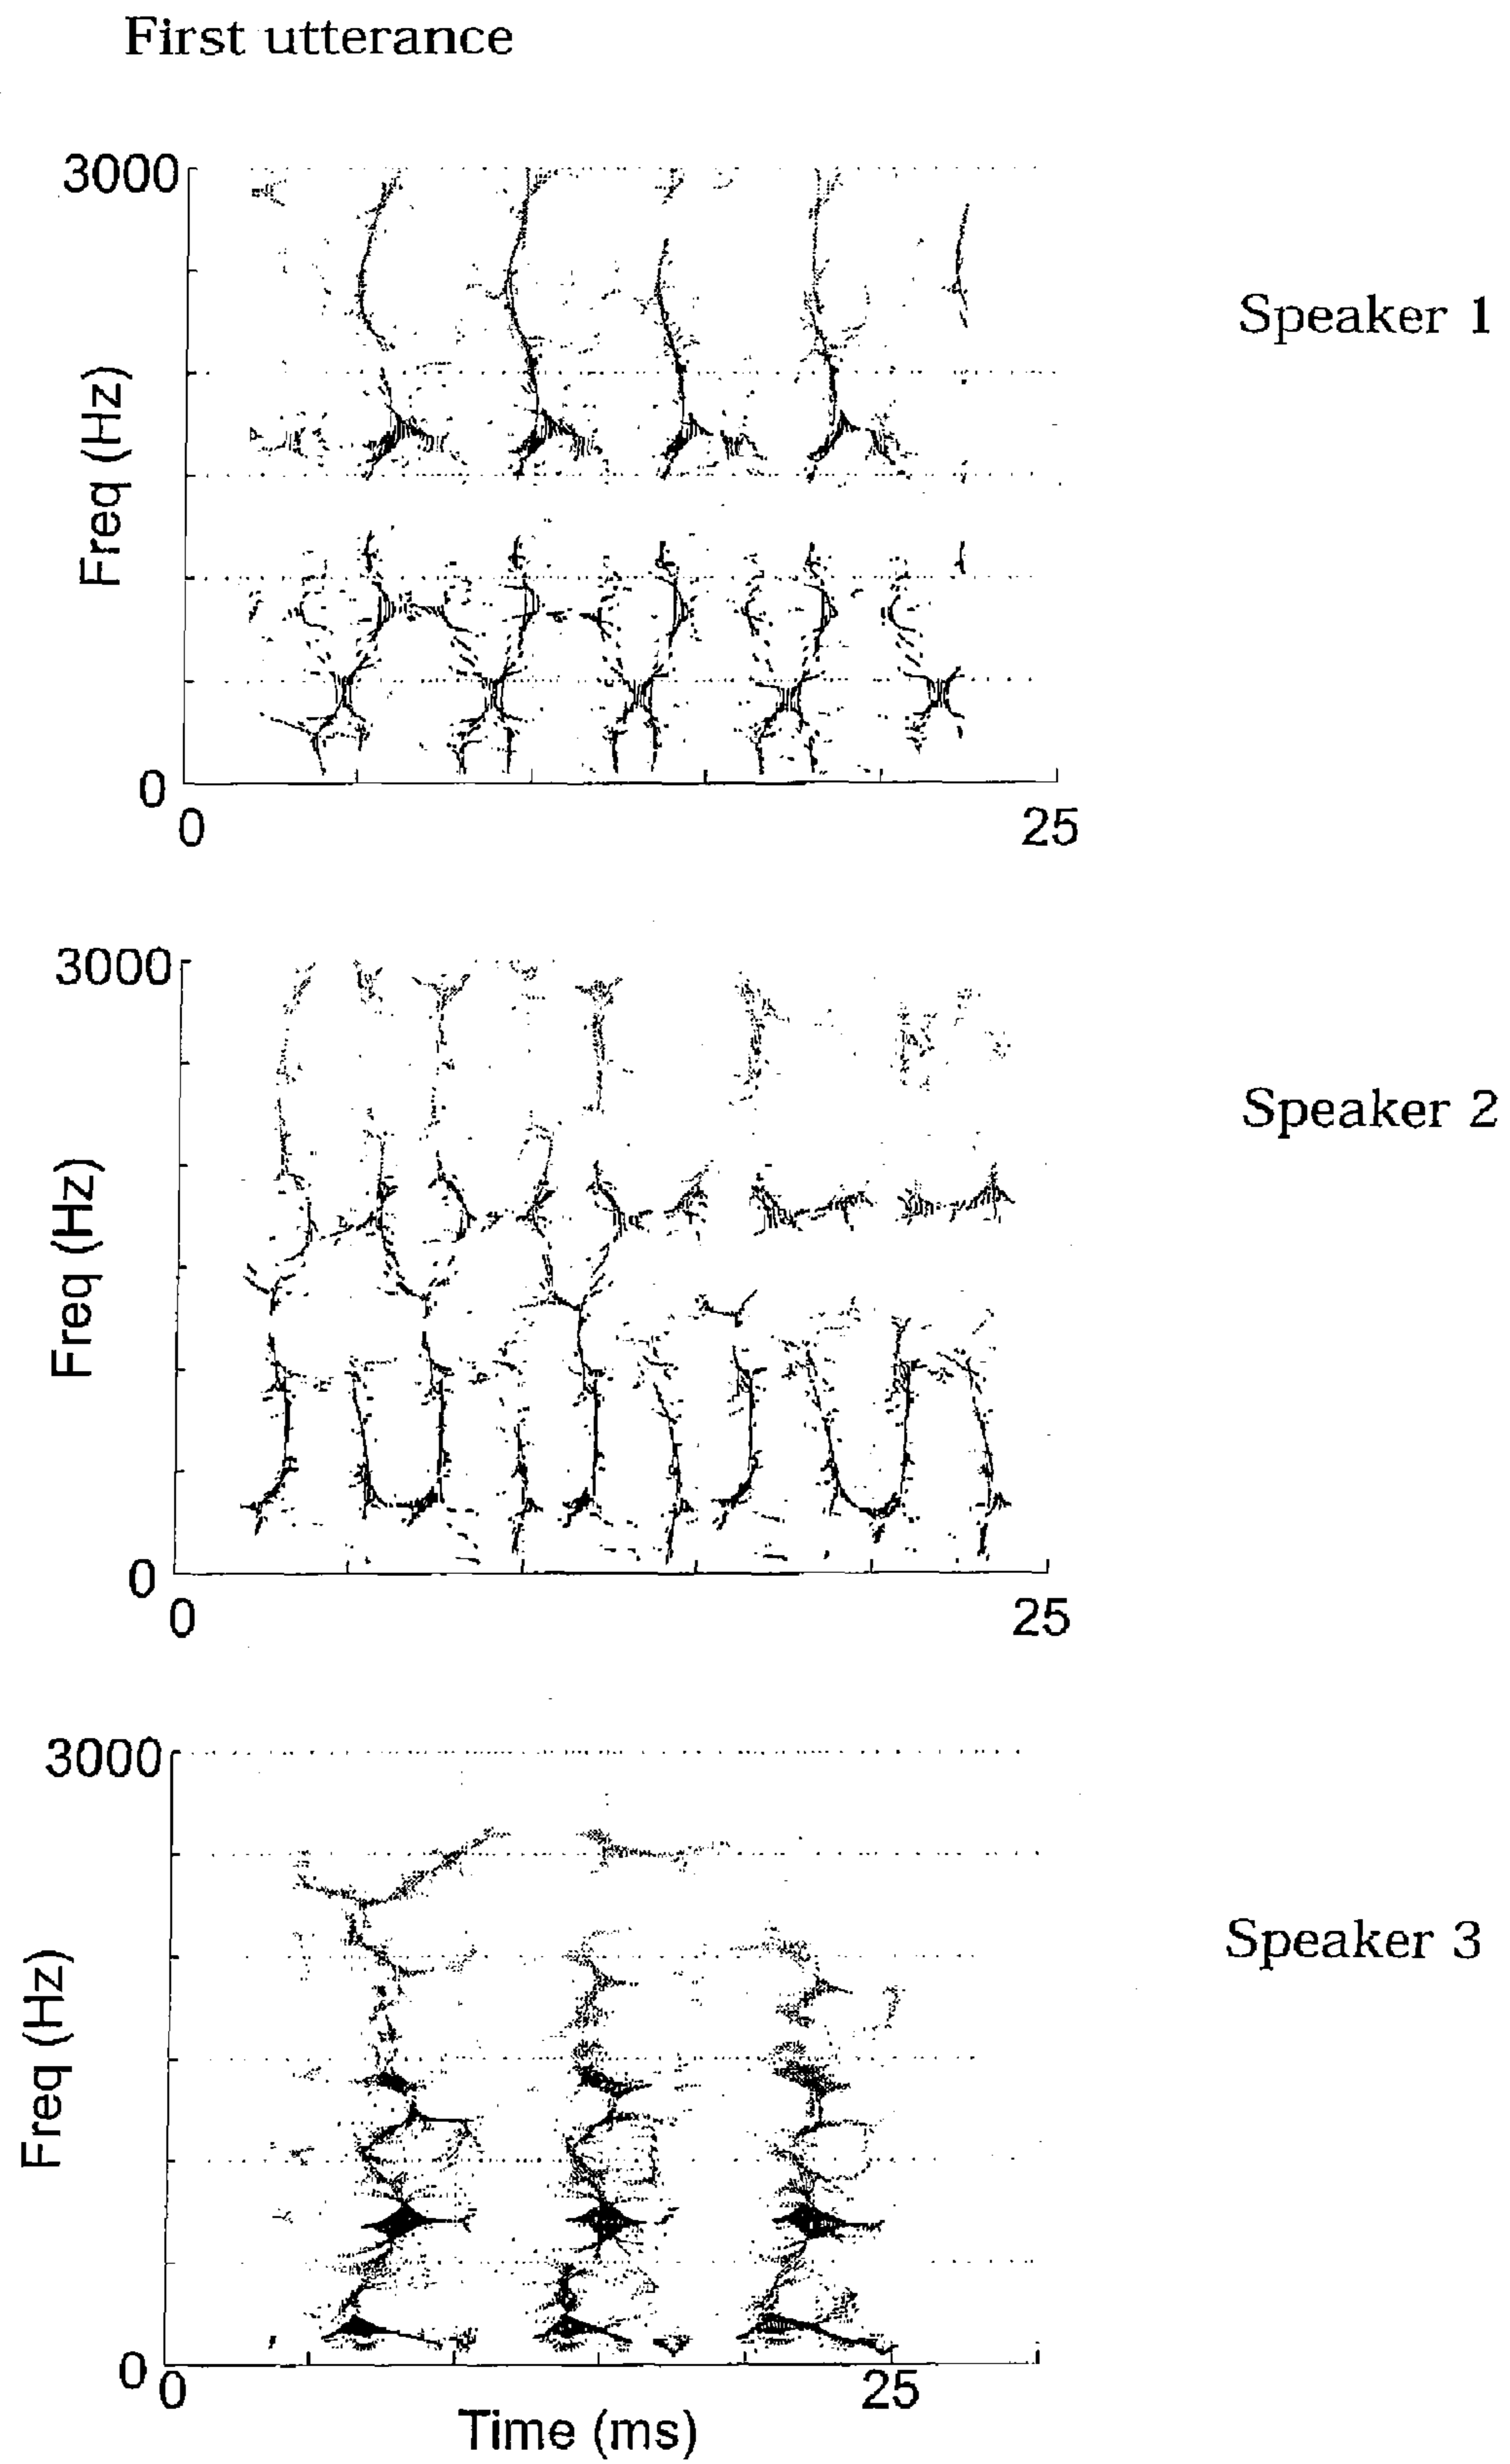 First utterance
3000
Freq (Hz)
0
0
25
Speaker 1
3000
Freq (Hz)
0
0
25
Speaker 2
3000
Freq (Hz)
0
0
25
Time (ms)
Speaker 3